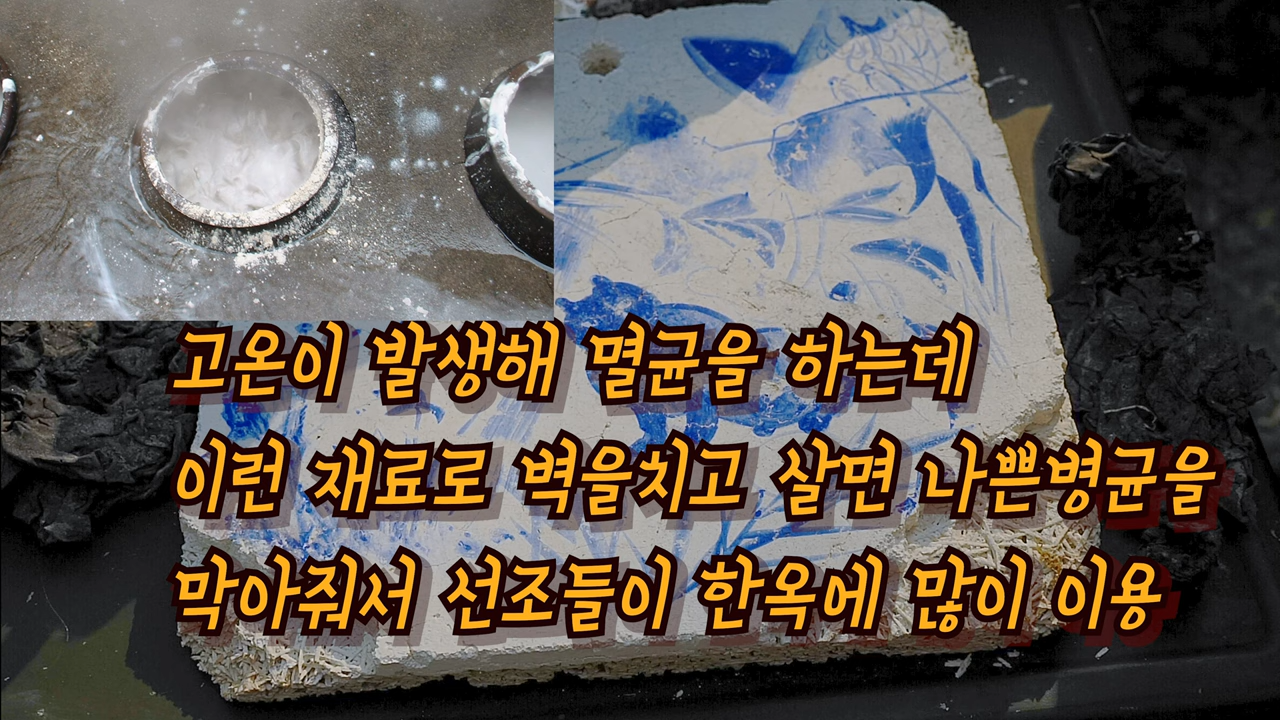 고온이 발생해 멸균을 하는데
이런 재료로 벽을치고 살면 나쁜병균을
막아줘서 선조들이 한옥에 많이 이용